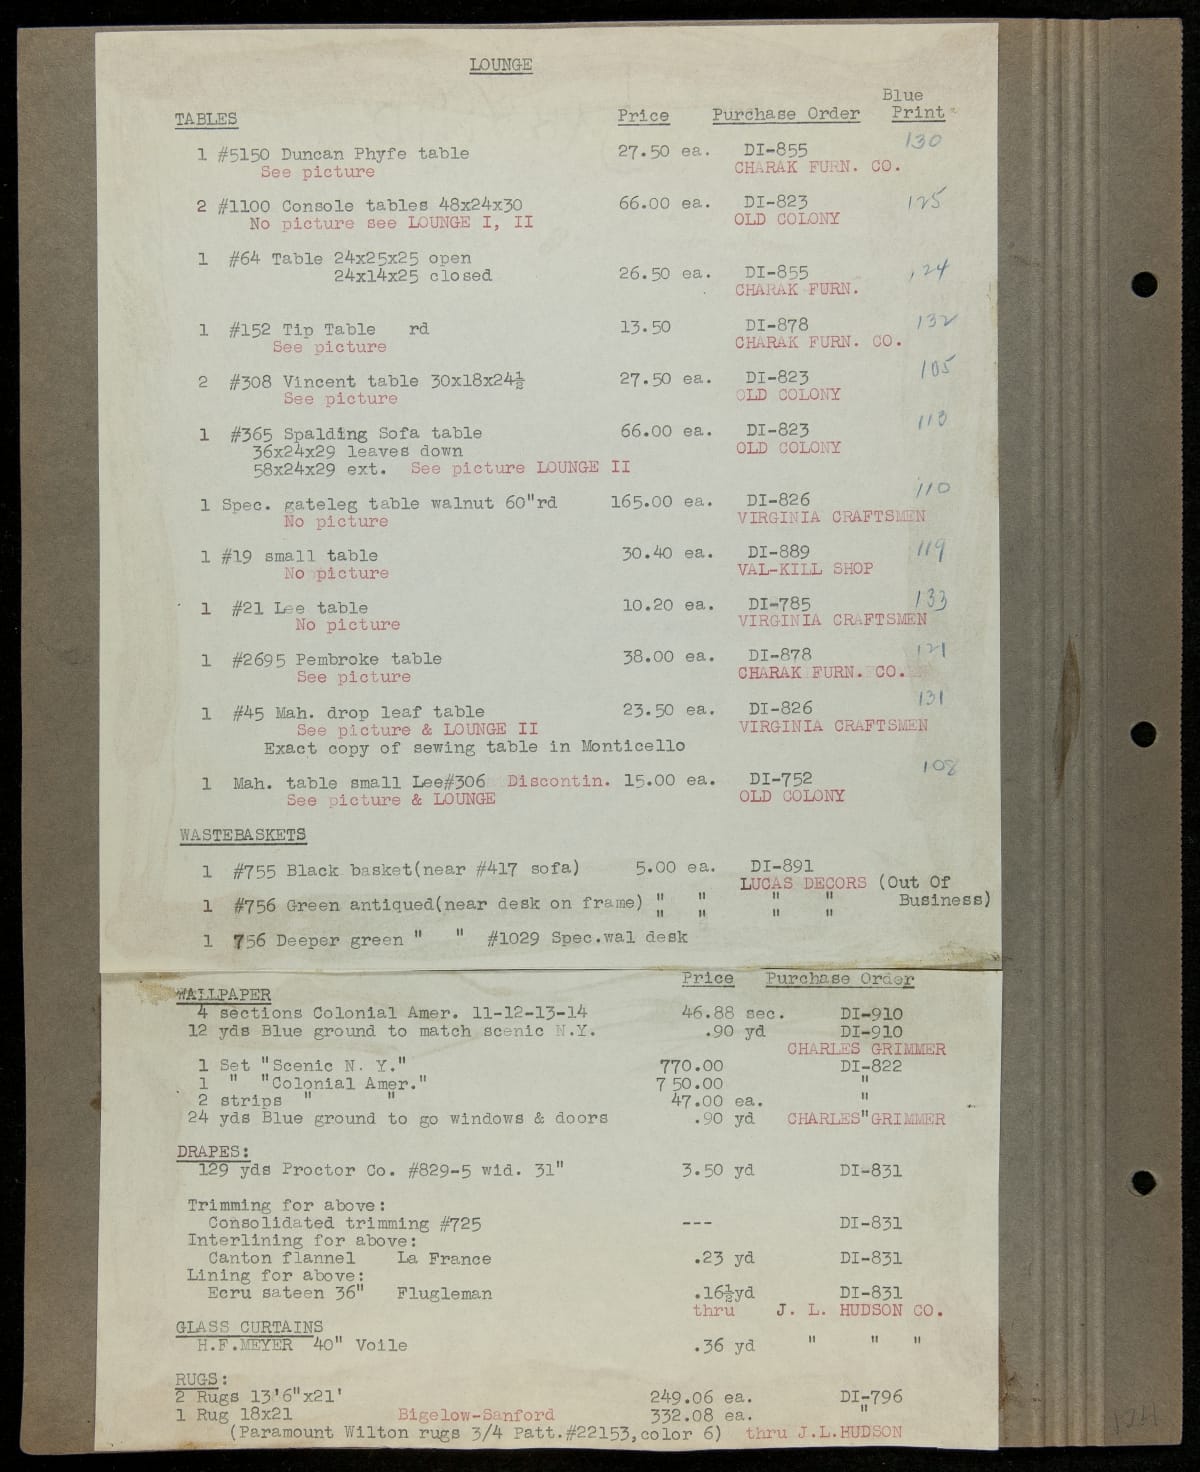 LOUNGE
Blue
TABLES Price Purchase Order Print
1 #5150 Duncan Phyfe table 27.50 ea. DI-855 130
See picture CHARAK FURN. CO.
2 #1100 Console tables 48x24x30 66.00 ea. DI-823 125
No picture see LOUNGE I, II OLD COLONY
1 #64 Table 24x25x25 open
24x14x25 closed 26.50 ea. DI-855 124
CHARAK FURN.
1 #152 Tip Table rd 13.50 DI-878 132
See picture CHARAK FURN. CO.
2 #308 Vincent table 30x18x24½ 27.50 ea. DI-823 105
See picture OLD COLONY
1 #365 Spalding Sofa table 66.00 ea. DI-823 113
36x24x29 leaves down OLD COLONY
58x24x29 ext. See picture LOUNGE II
1 Spec. gateleg table walnut 60"rd 165.00 ea. DI-826 110
No picture VIRGINIA CRAFTSMEN
1 #19 small table 30.40 ea. DI-889 119
No picture VAL-KILL SHOP
1 #21 Lee table 10.20 ea. DI-785 133
No picture VIRGINIA CRAFTSMEN
1 #2695 Pembroke table 38.00 ea. DI-878 121
See picture CHARAK FURN. CO.
1 #45 Mah. drop leaf table 23.50 ea. DI-826 131
See picture & LOUNGE II VIRGINIA CRAFTSMEN
Exact copy of sewing table in Monticello
1 Mah. table small Lee#306 Discontin. 15.00 ea. DI-752 108
See picture & LOUNGE OLD COLONY
WASTEBASKETS
1 #755 Black basket(near #417 sofa) 5.00 ea. DI-891
LUCAS DECORS (Out Of
1 #756 Green antiqued(near desk on frame) " " " " Business)
" " " "
1 756 Deeper green " " #1029 Spec.wal desk
Price Purchase Order
WALLPAPER
4 sections Colonial Amer. 11-12-13-14 46.88 sec. DI-910
12 yds Blue ground to match scenic N.Y. .90 yd DI-910
CHARLES GRIMMER
1 Set "Scenic N. Y." 770.00 DI-822
1 " "Colonial Amer." 750.00 "
2 strips " " 47.00 ea. "
24 yds Blue ground to go windows & doors .90 yd CHARLES"GRIMMER
DRAPES:
129 yds Proctor Co. #829-5 wid. 31" 3.50 yd DI-831
Trimming for above:
Consolidated trimming #725 --- DI-831
Interlining for above:
Canton flannel La France .23 yd DI-831
Lining for above:
Ecru sateen 36" Flugleman .16½yd DI-831
thru J. L. HUDSON CO.
GLASS CURTAINS
H.F.MEYER 40" Voile .36 yd " " "
RUGS:
2 Rugs 13'6"x21' 249.06 ea. DI-796
1 Rug 18x21 Bigelow-Sanford 332.08 ea. "
(Paramount Wilton rugs 3/4 Patt.#22153,color 6) thru J.L.HUDSON